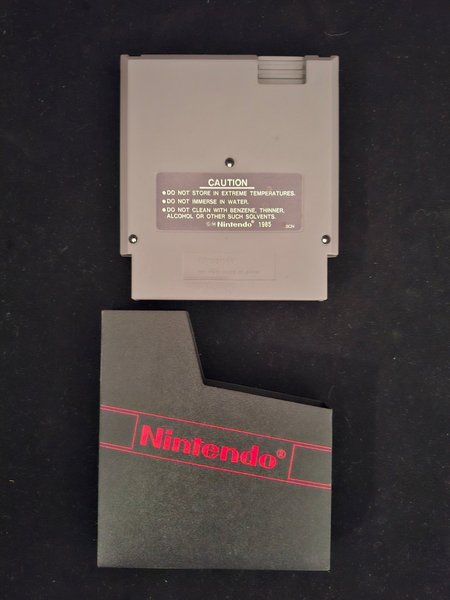 CAUTION
•DO NOT STORE IN EXTREME TEMPERATURES.
•DO NOT IMMERSE IN WATER.
•DO NOT CLEAN WITH BENZENE, THINNER,
ALCOHOL OR OTHER SUCH SOLVENTS.
©™Nintendo® 1985
Nintendo®